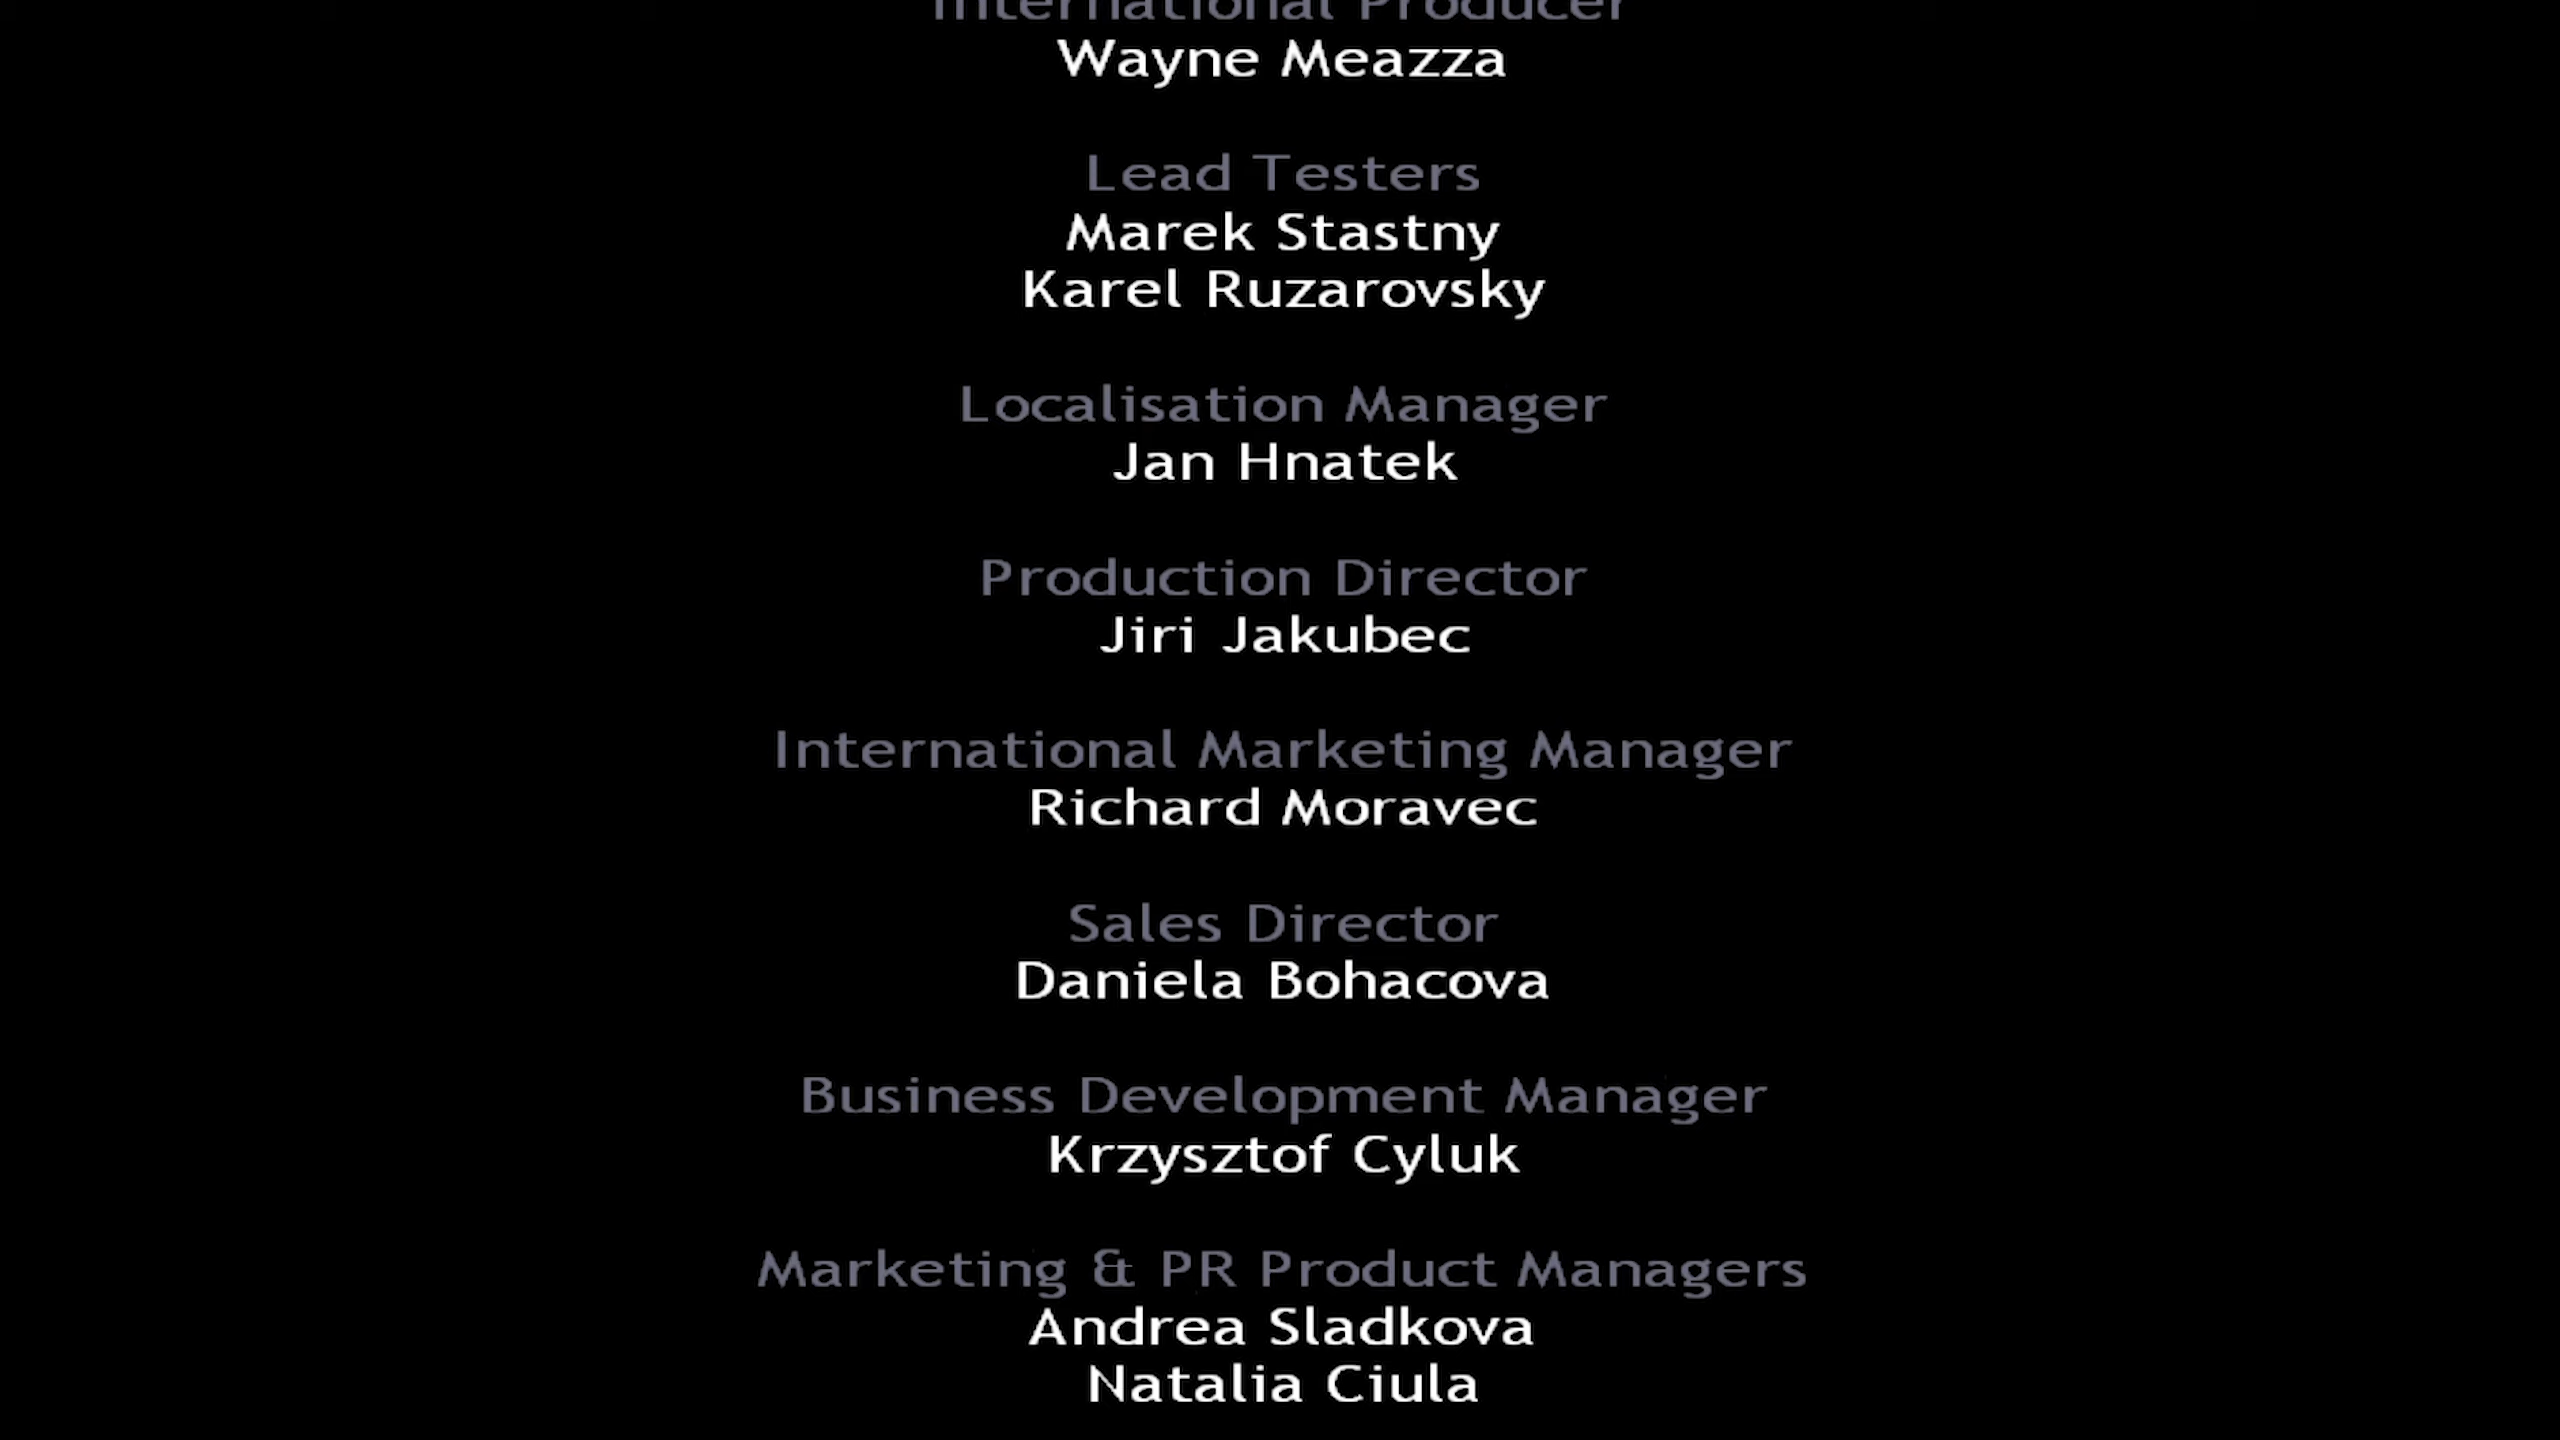 International Producer
Wayne Meazza
Lead Testers
Marek Stastny
Karel Ruzarovsky
Localisation Manager
Jan Hnatek
Production Director
Jiri Jakubec
International Marketing Manager
Richard Moravec
Sales Director
Daniela Bohacova
Business Development Manager
Krzysztof Cyluk
Marketing & PR Product Managers
Andrea Sladkova
Natalia Ciula